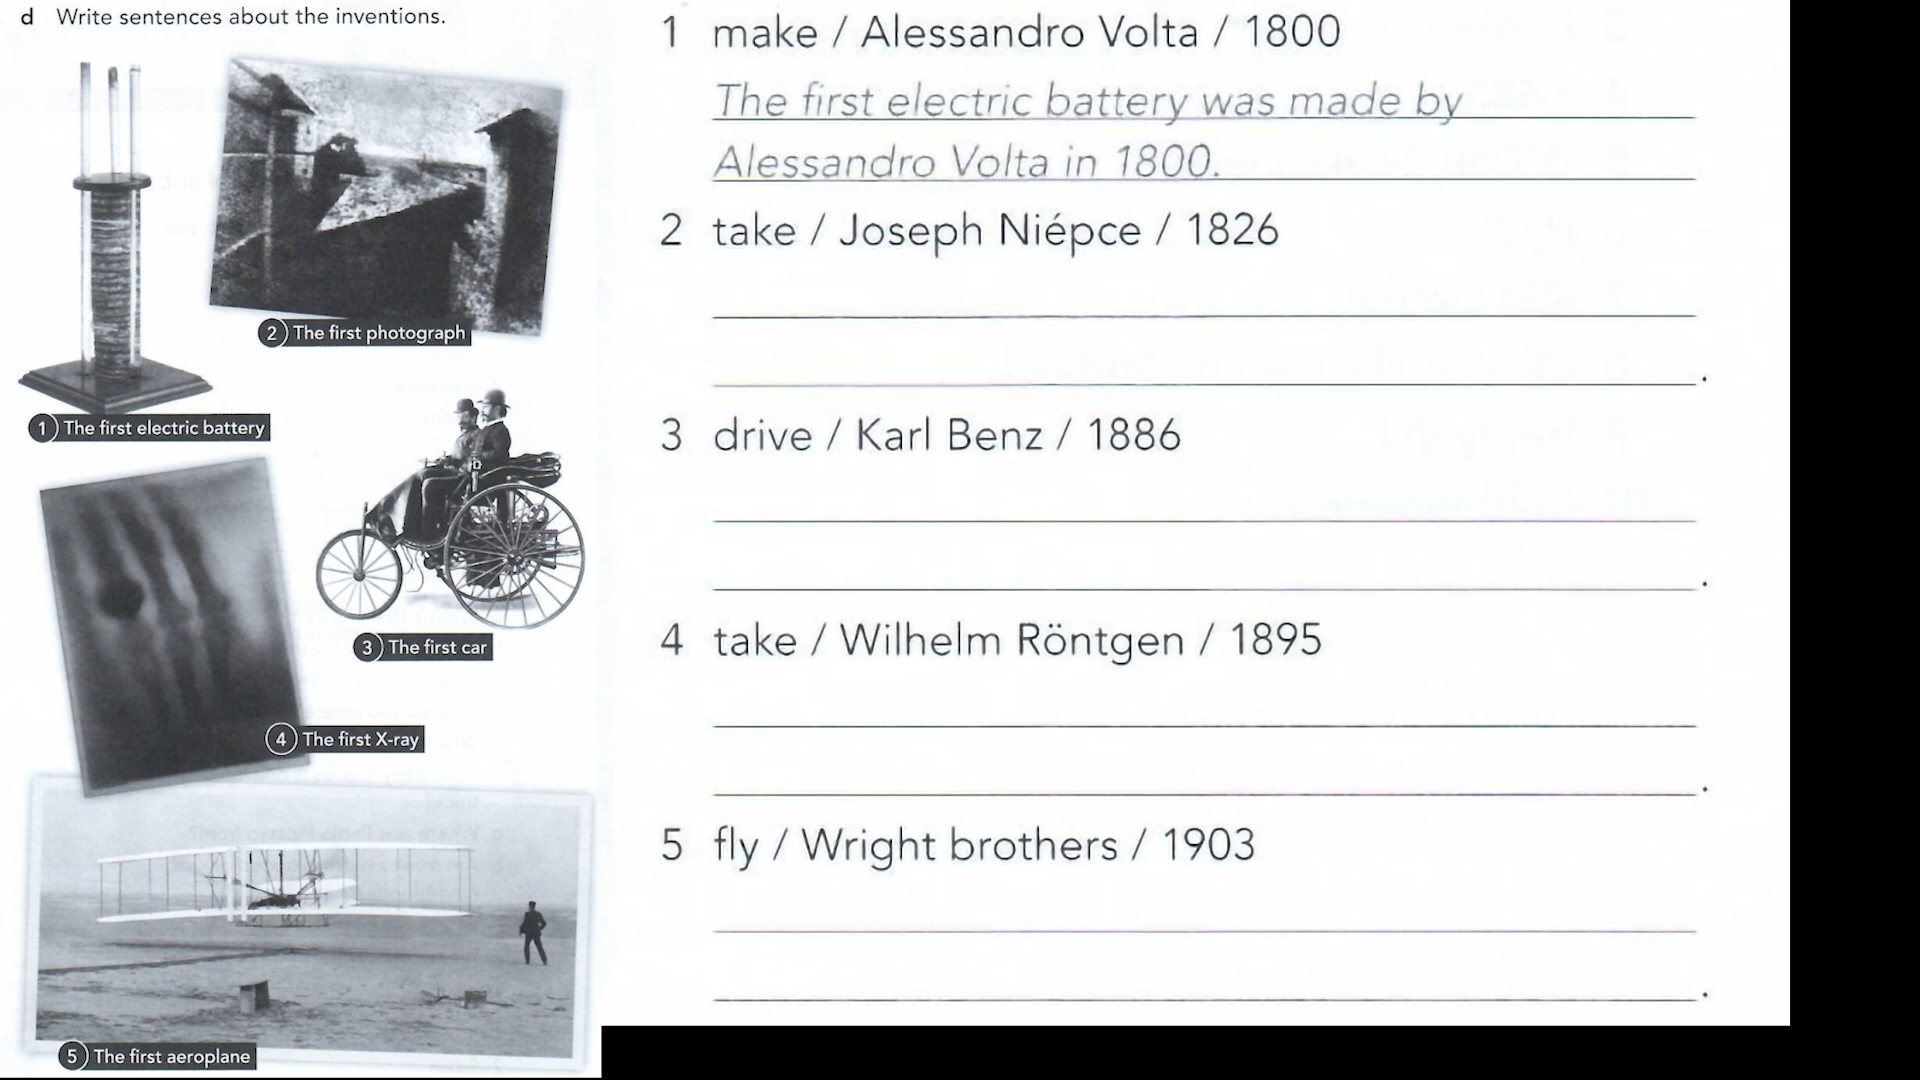 d Write sentences about the inventions.
1 The first electric battery
2 The first photograph
3 The first car
4 The first X-ray
5 The first aeroplane
1 make / Alessandro Volta / 1800
The first electric battery was made by
Alessandro Volta in 1800.
2 take / Joseph Niépce / 1826
.
3 drive / Karl Benz / 1886
.
4 take / Wilhelm Röntgen / 1895
.
5 fly / Wright brothers / 1903
.